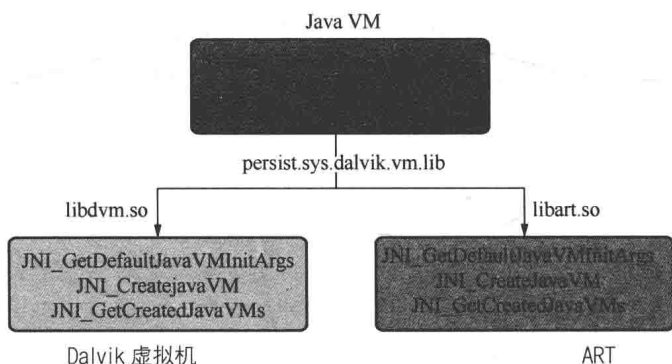 Java VM
persist.sys.dalvik.vm.lib
libdvm.so
libart.so
JNI_GetDefaultJavaVMInitArgs
JNI_CreatejavaVM
JNI_GetCreatedJavaVMs
JNI_GetDefaultJavaVMInitArgs
JNI_CreateJavaVM
JNI_GetCreatedJavaVMs
Dalvik 虚拟机
ART